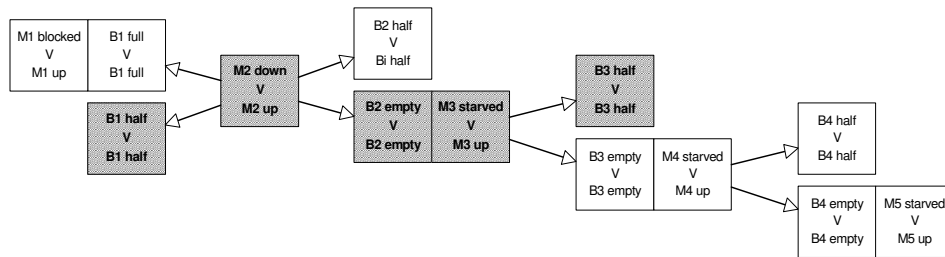 M1 blocked
V
M1 up
B1 full
V
B1 full
M2 down
V
M2 up
B1 half
V
B1 half
B2 half
V
Bi half
B2 empty
V
B2 empty
M3 starved
V
M3 up
B3 half
V
B3 half
B3 empty
V
B3 empty
M4 starved
V
M4 up
B4 half
V
B4 half
B4 empty
V
B4 empty
M5 starved
V
M5 up